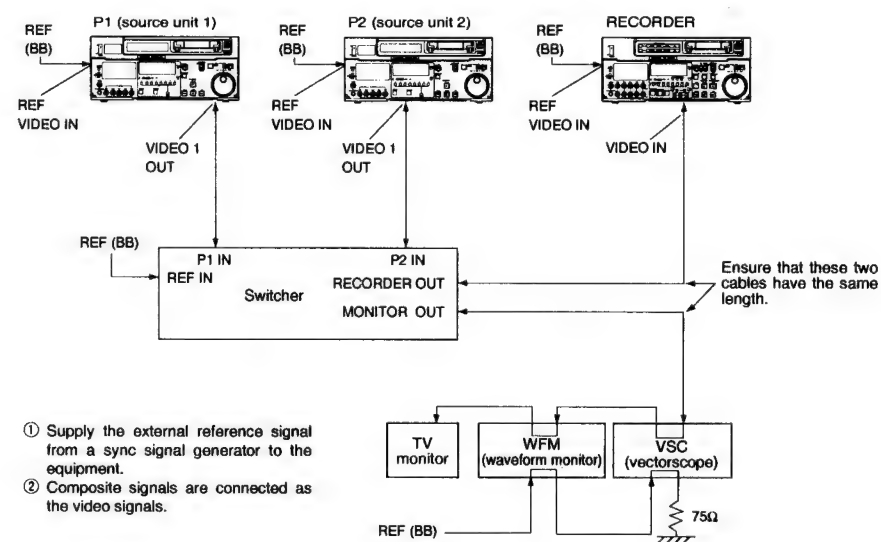 P1 (source unit 1)
P2 (source unit 2)
RECORDER
REF
(BB)
REF
(BB)
REF
(BB)
REF
VIDEO IN
REF
VIDEO IN
REF
VIDEO IN
VIDEO 1
OUT
VIDEO 1
OUT
VIDEO IN
REF (BB)
P1 IN
P2 IN
REF IN
RECORDER OUT
Switcher
MONITOR OUT
Ensure that these two
cables have the same
length.
① Supply the external reference signal
from a sync signal generator to the
equipment.
② Composite signals are connected as
the video signals.
TV
monitor
WFM
(waveform monitor)
VSC
(vectorscope)
75Ω
REF (BB)